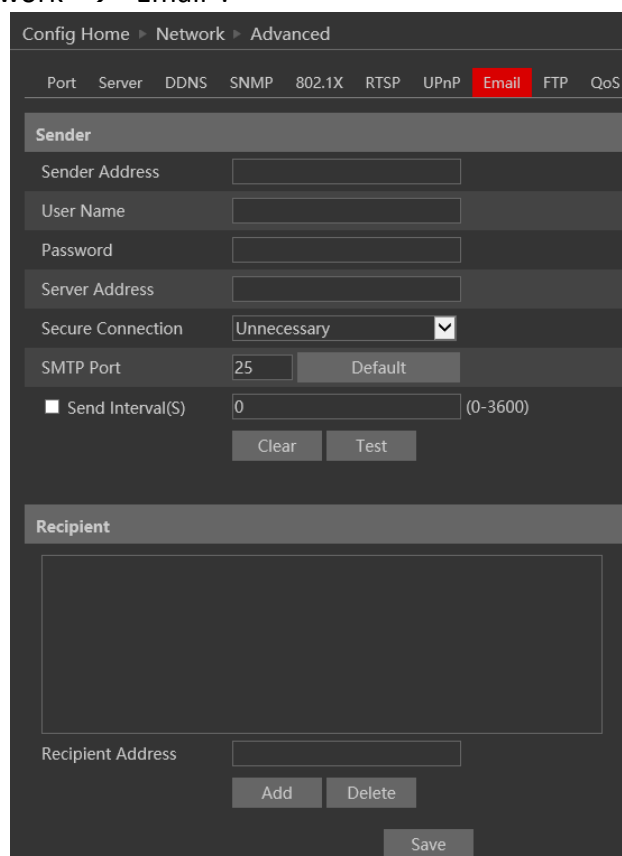 Config Home ▶ Network ▶ Advanced
Port Server DDNS SNMP 802.1X RTSP UPnP Email FTP QoS
Sender
Sender Address
User Name
Password
Server Address
Secure Connection Unnecessary
SMTP Port 25 Default
Send Interval(S) 0 (0-3600)
Clear Test
Recipient
Recipient Address
Add Delete
Save